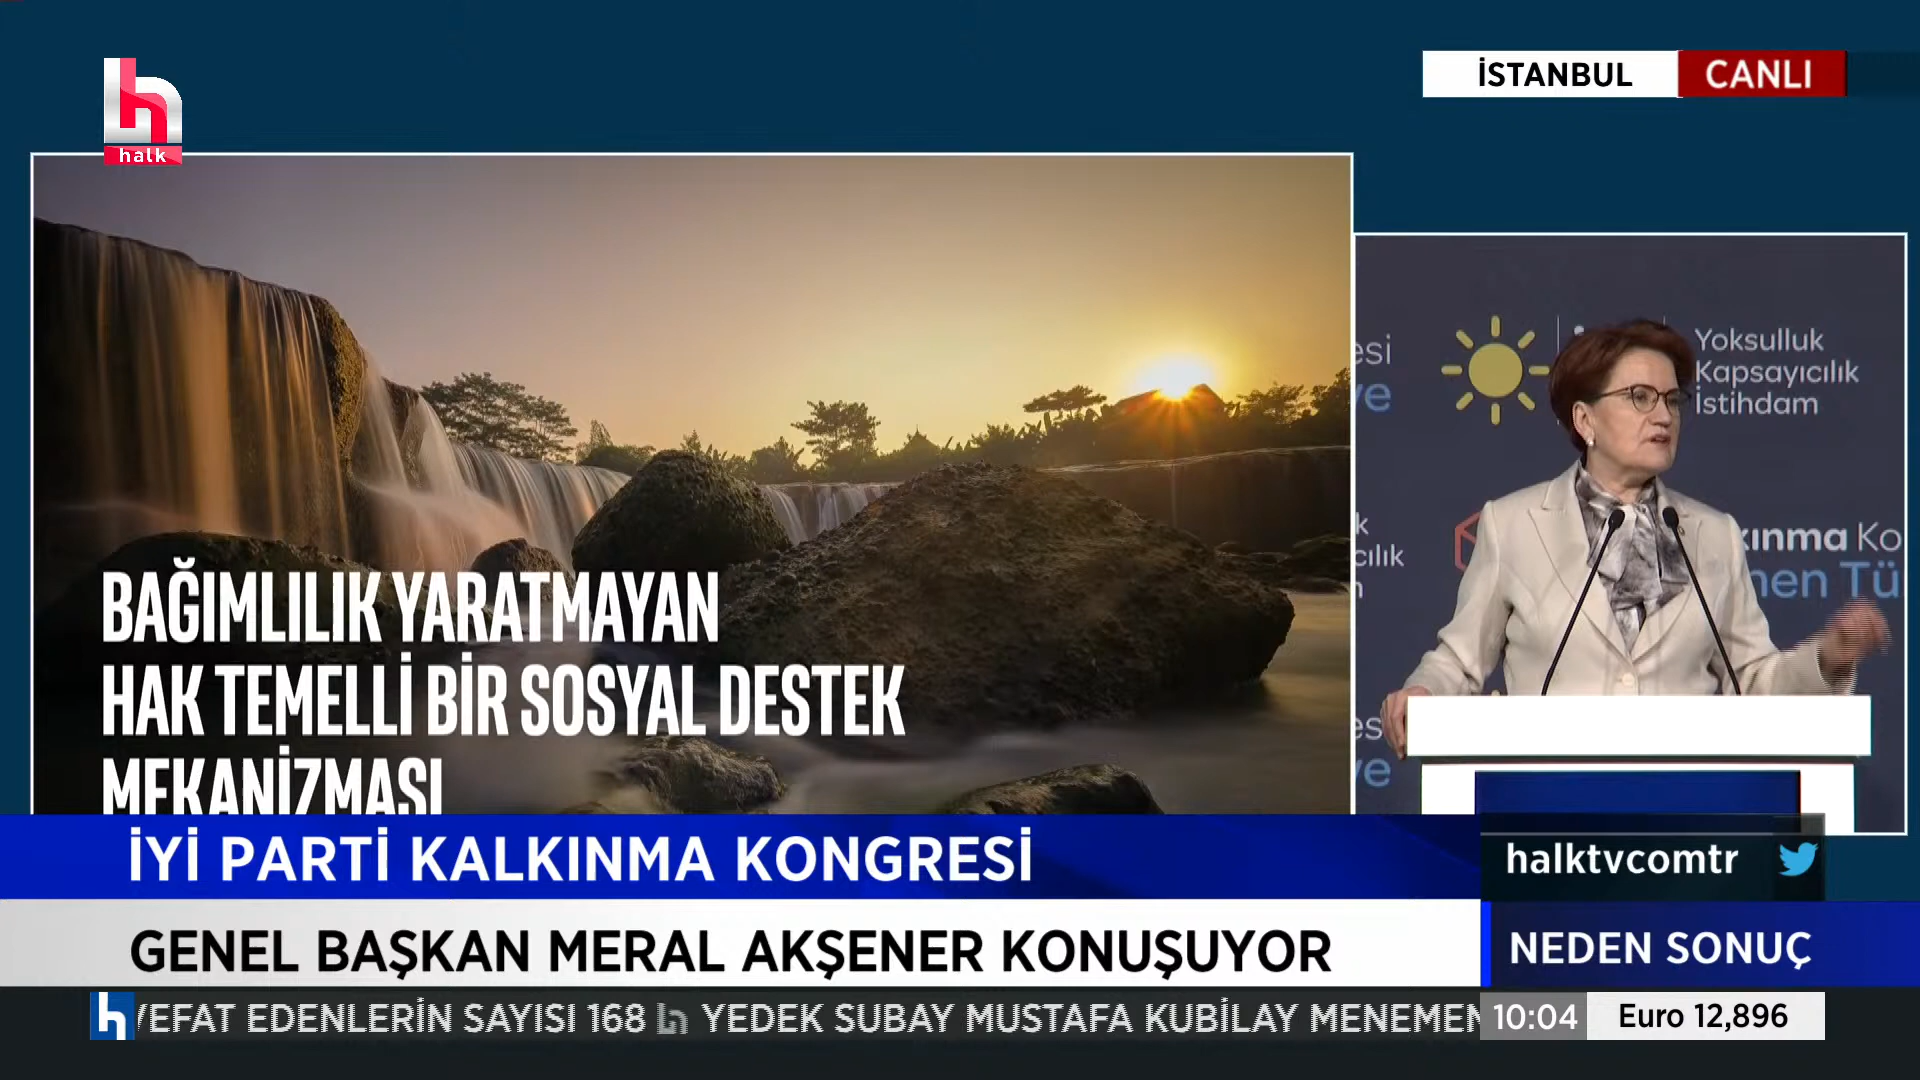 halk
İSTANBUL CANLI
BAĞIMLILIK YARATMAYAN
HAK TEMELLİ BİR SOSYAL DESTEK
MEKANİZMASI
Yoksulluk
Kapsayıcılık
İstihdam
İYİ PARTİ KALKINMA KONGRESİ
halktvcomtr
GENEL BAŞKAN MERAL AKŞENER KONUŞUYOR
NEDEN SONUÇ
EDENLERİN SAYISI 168 YEDEK SUBAY MUSTAFA KUBİLAY MENEMEN
10:04 Euro 12,896